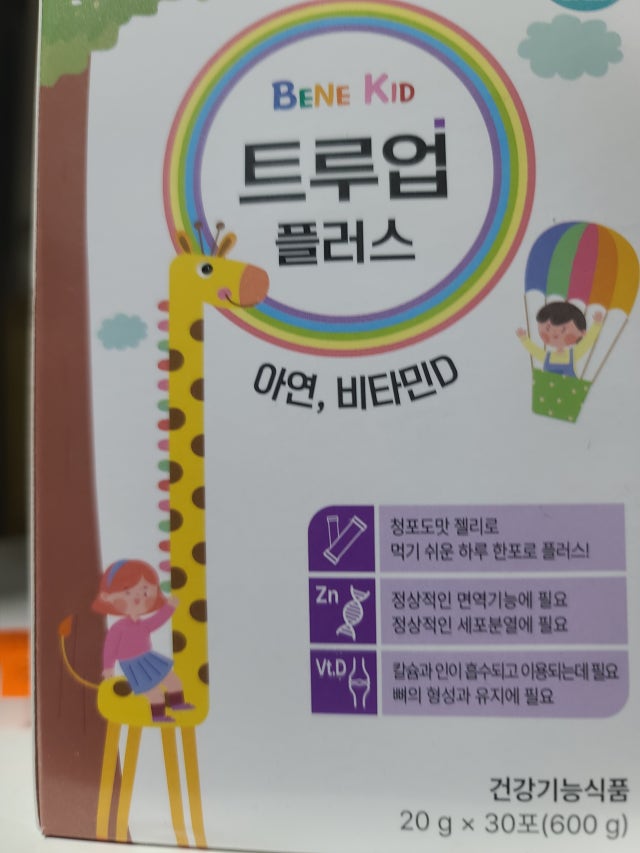 BENE KID
트루업
플러스
아연, 비타민D
청포도맛 젤리로
먹기 쉬운 하루 한포로 플러스!
Zn
정상적인 면역기능에 필요
정상적인 세포분열에 필요
Vt.D
칼슘과 인이 흡수되고 이용되는데 필요
뼈의 형성과 유지에 필요
건강기능식품
20 g × 30포(600 g)